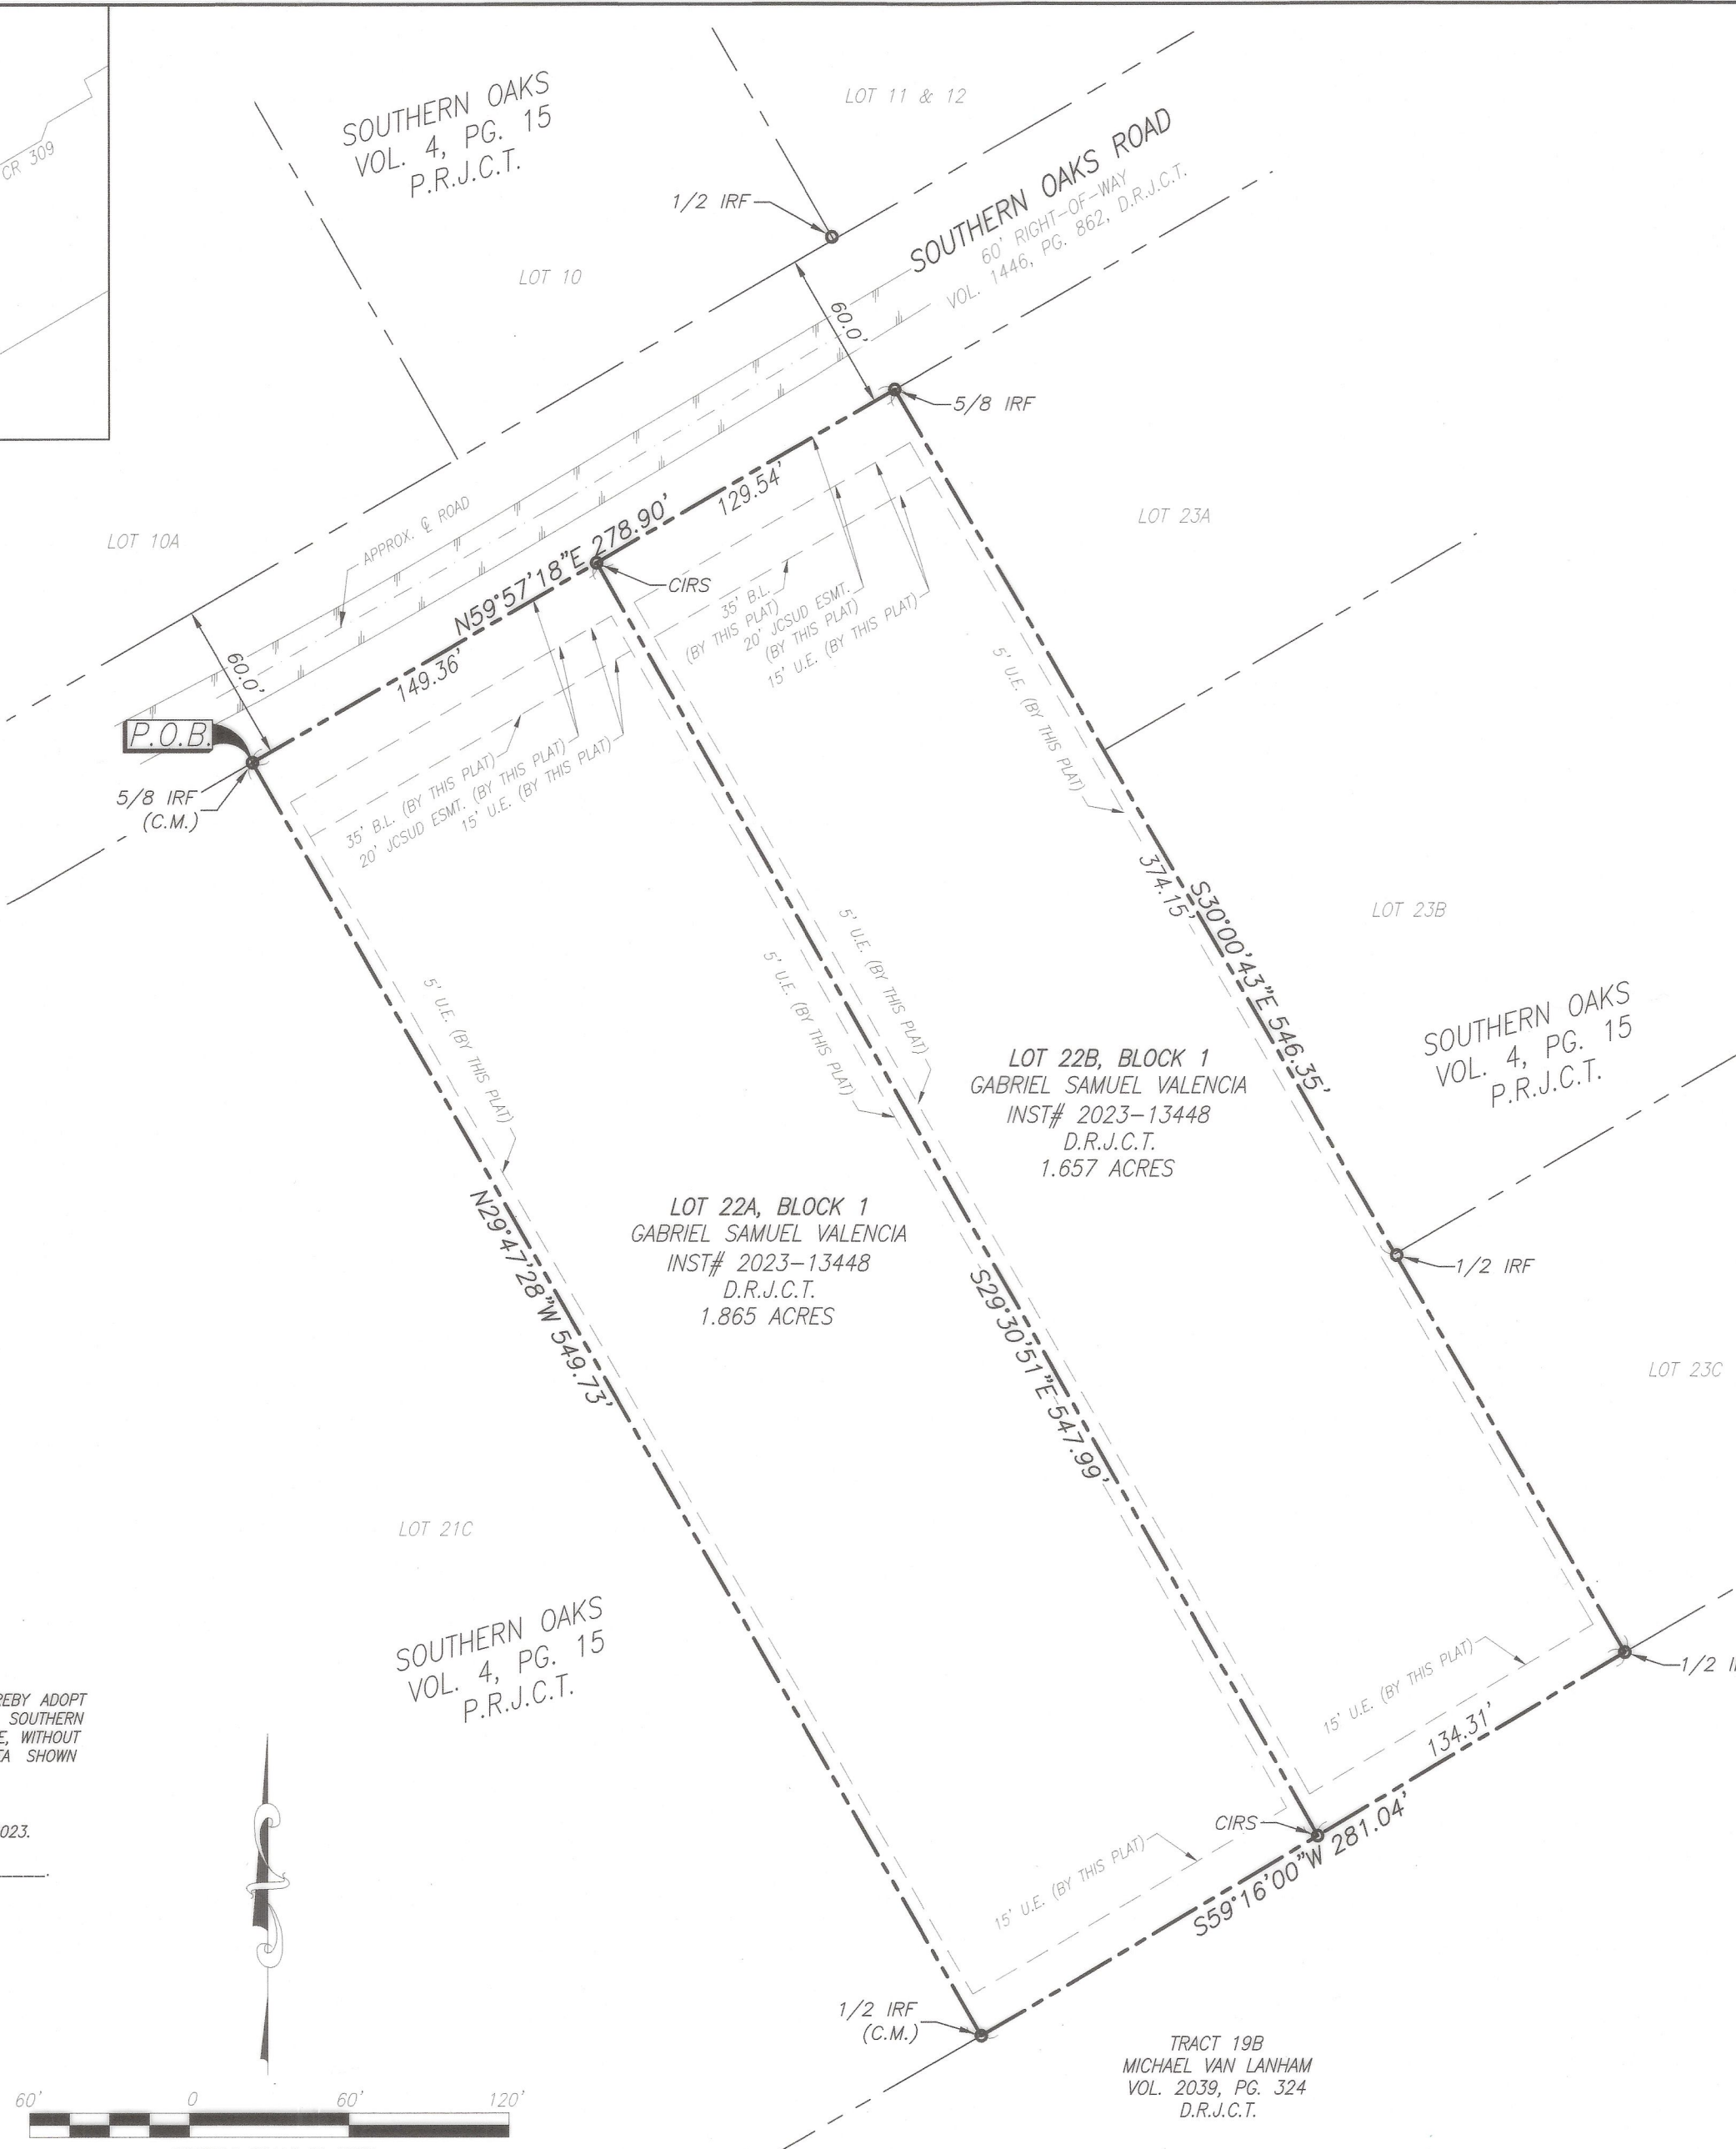 CR 309
SOUTHERN OAKS
VOL. 4, PG. 15
P.R.J.C.T.
LOT 11 & 12
1/2 IRF
SOUTHERN OAKS ROAD
60' RIGHT-OF-WAY
VOL. 1446, PG. 862, D.R.J.C.T.
LOT 10
60.0'
5/8 IRF
LOT 10A
APPROX. ℄ ROAD
N59°57'18"E 278.90'
129.54'
149.36'
CIRS
LOT 23A
35' B.L.
(BY THIS PLAT)
20' JCSUD ESMT.
(BY THIS PLAT)
15' U.E. (BY THIS PLAT)
60.0'
P.O.B.
5/8 IRF
(C.M.)
35' B.L. (BY THIS PLAT)
20' JCSUD ESMT. (BY THIS PLAT)
15' U.E. (BY THIS PLAT)
5' U.E. (BY THIS PLAT)
374.15'
S30°00'43"E 546.35'
LOT 23B
5' U.E. (BY THIS PLAT)
5' U.E. (BY THIS PLAT)
5' U.E. (BY THIS PLAT)
SOUTHERN OAKS
VOL. 4, PG. 15
P.R.J.C.T.
LOT 22B, BLOCK 1
GABRIEL SAMUEL VALENCIA
INST# 2023-13448
D.R.J.C.T.
1.657 ACRES
LOT 22A, BLOCK 1
GABRIEL SAMUEL VALENCIA
INST# 2023-13448
D.R.J.C.T.
1.865 ACRES
N29°47'28"W 549.73'
S29°30'51"E 547.99'
1/2 IRF
LOT 23C
LOT 21C
SOUTHERN OAKS
VOL. 4, PG. 15
P.R.J.C.T.
1/2
15' U.E. (BY THIS PLAT)
134.31'
CIRS
S59°16'00"W 281.04'
15' U.E. (BY THIS PLAT)
EBY ADOPT
SOUTHERN
E, WITHOUT
TA SHOWN
023.
1/2 IRF
(C.M.)
TRACT 19B
MICHAEL VAN LANHAM
VOL. 2039, PG. 324
D.R.J.C.T.
60' 0 60' 120'